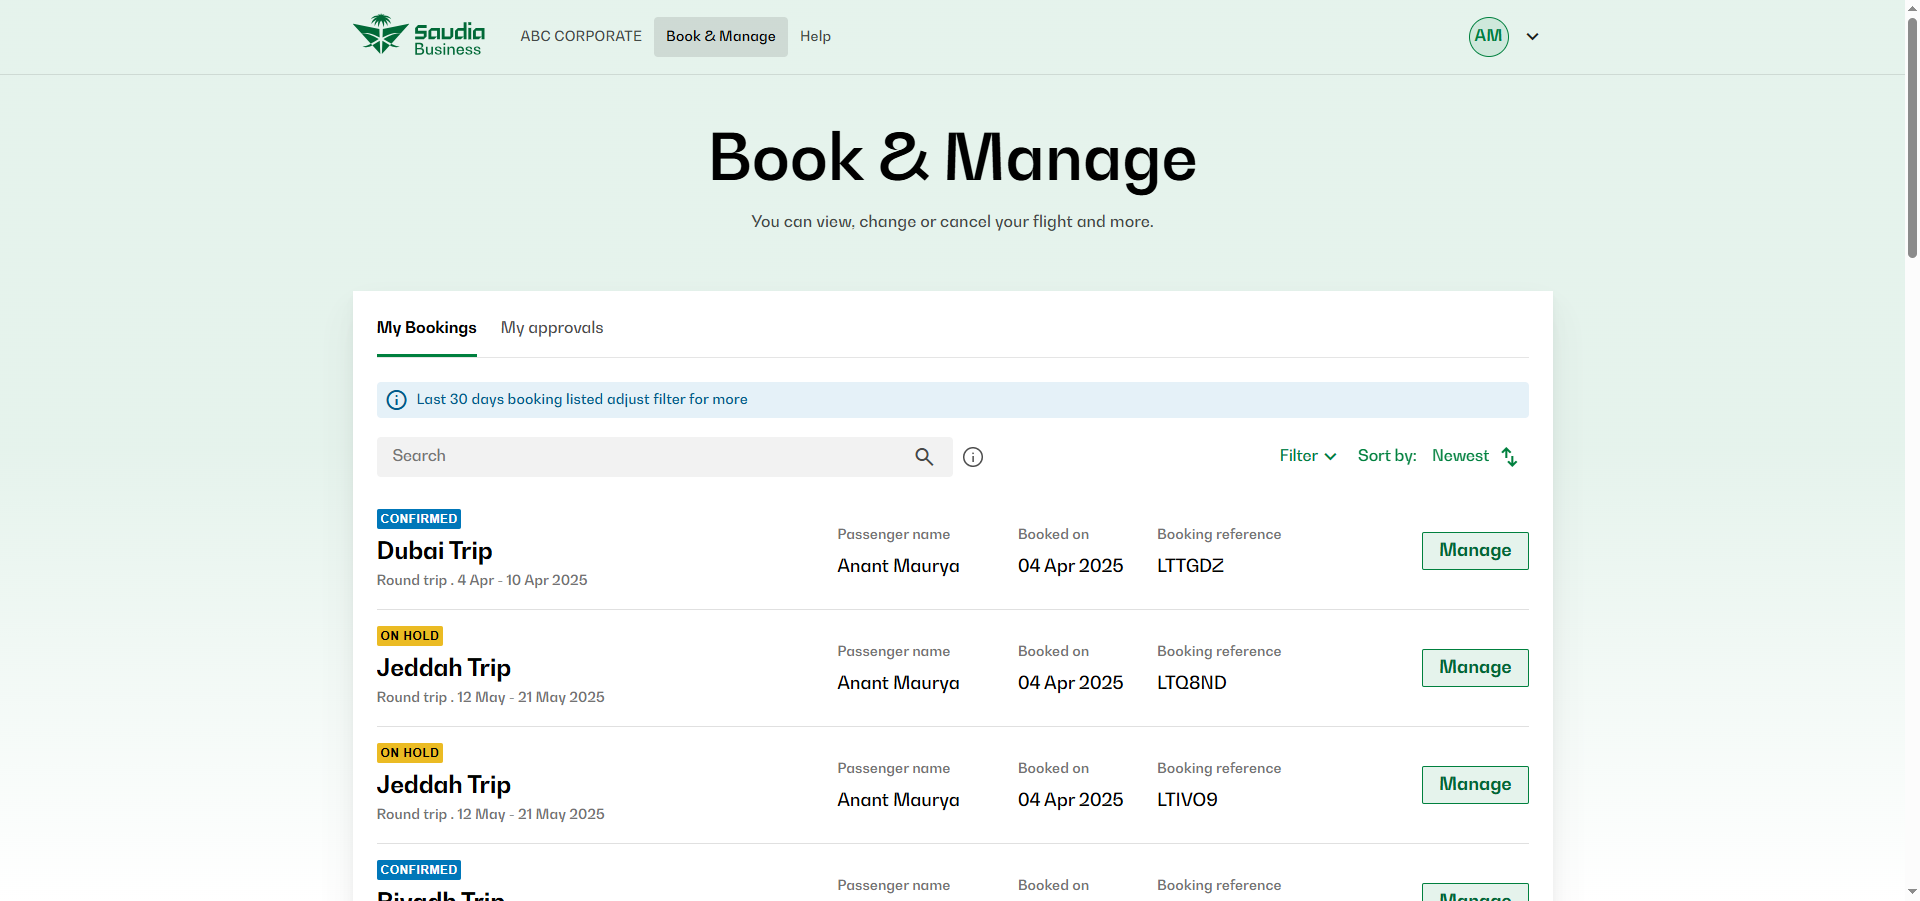 Saudia
Business
ABC CORPORATE
Book & Manage
Help
AM
Book & Manage
You can view, change or cancel your flight and more.
My Bookings
My approvals
Last 30 days booking listed adjust filter for more
Search
Filter
Sort by:
Newest
CONFIRMED
Dubai Trip
Round trip . 4 Apr - 10 Apr 2025
Passenger name
Anant Maurya
Booked on
04 Apr 2025
Booking reference
LTTGDZ
Manage
ON HOLD
Jeddah Trip
Round trip . 12 May - 21 May 2025
Passenger name
Anant Maurya
Booked on
04 Apr 2025
Booking reference
LTQ8ND
Manage
ON HOLD
Jeddah Trip
Round trip . 12 May - 21 May 2025
Passenger name
Anant Maurya
Booked on
04 Apr 2025
Booking reference
LTIVO9
Manage
CONFIRMED
Riyadh Trip
Passenger name
Booked on
Booking reference
Manage